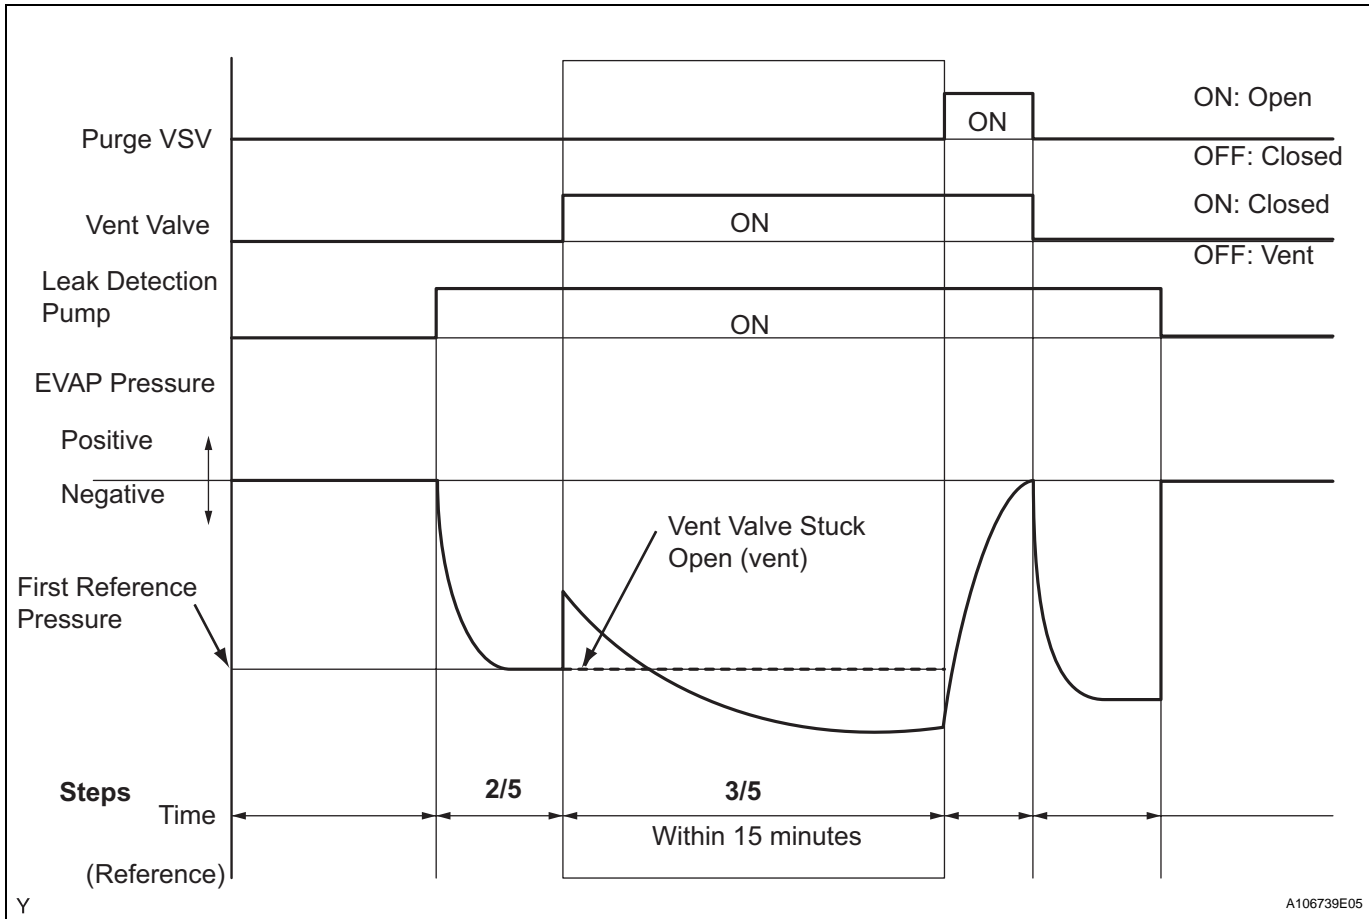 Purge VSV
ON
ON: Open
OFF: Closed
Vent Valve
ON
ON: Closed
OFF: Vent
Leak Detection
Pump
ON
EVAP Pressure
Positive
Negative
Vent Valve Stuck
Open (vent)
First Reference
Pressure
Steps
2/5
3/5
Time
Within 15 minutes
(Reference)
Y
A106739E05